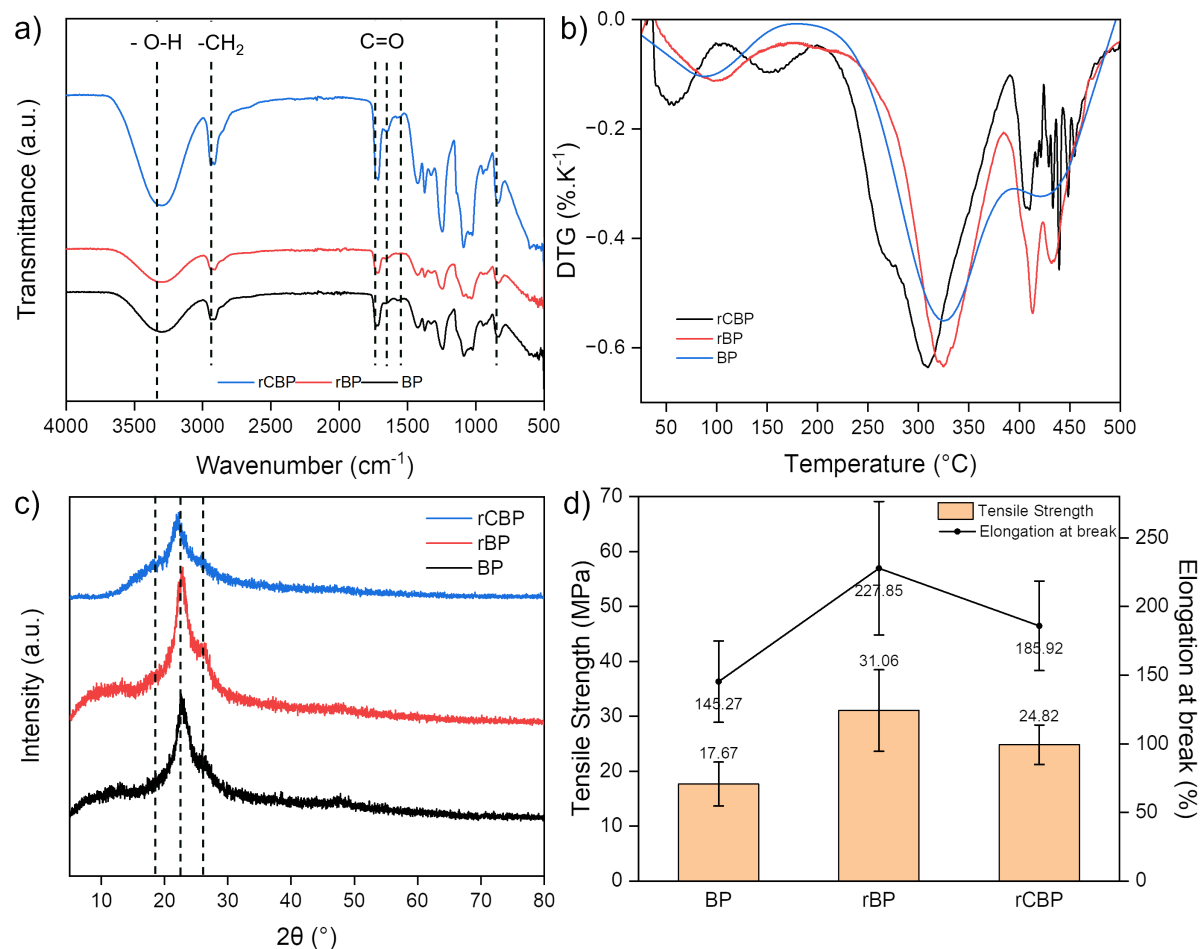 a)
- O-H
-CH₂
C=O
Transmittance (a.u.)
rCBP
rBP
BP
4000
3500
3000
2500
2000
1500
1000
500
Wavenumber (cm⁻¹)
b)
0.0
−0.2
−0.4
−0.6
DTG (%.K⁻¹)
rCBP
rBP
BP
50
100
150
200
250
300
350
400
450
500
Temperature (°C)
c)
rCBP
rBP
BP
Intensity (a.u.)
10
20
30
40
50
60
70
80
2θ (°)
d)
70
60
50
40
30
20
10
0
Tensile Strength (MPa)
Tensile Strength
Elongation at break
145.27
227.85
185.92
17.67
31.06
24.82
BP
rBP
rCBP
250
200
150
100
50
0
Elongation at break (%)